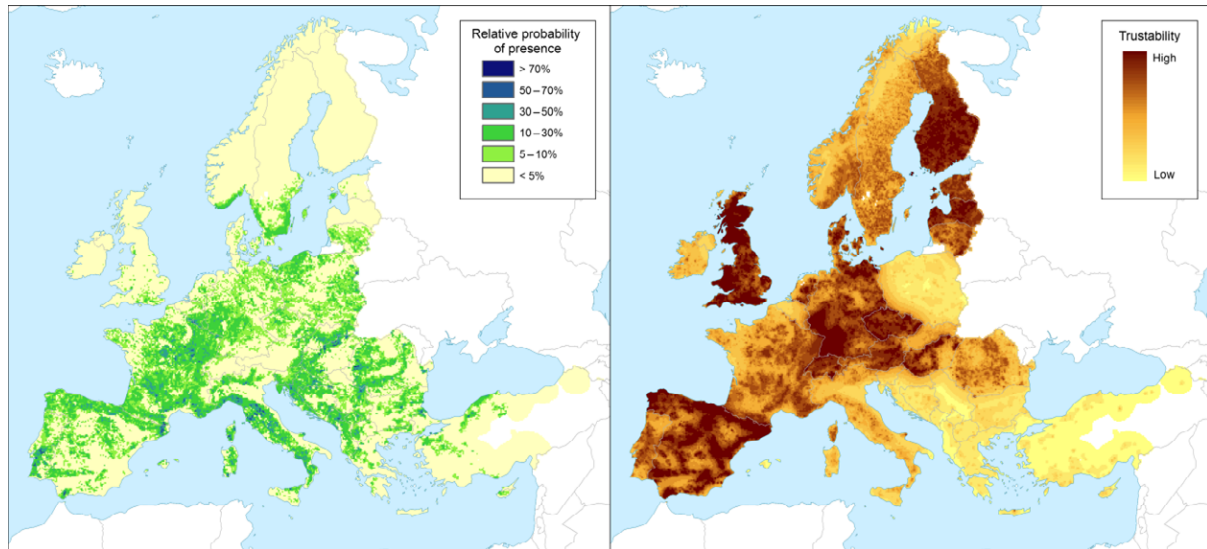 Relative probability
of presence
> 70%
50–70%
30–50%
10–30%
5–10%
< 5%
Trustability
High
Low